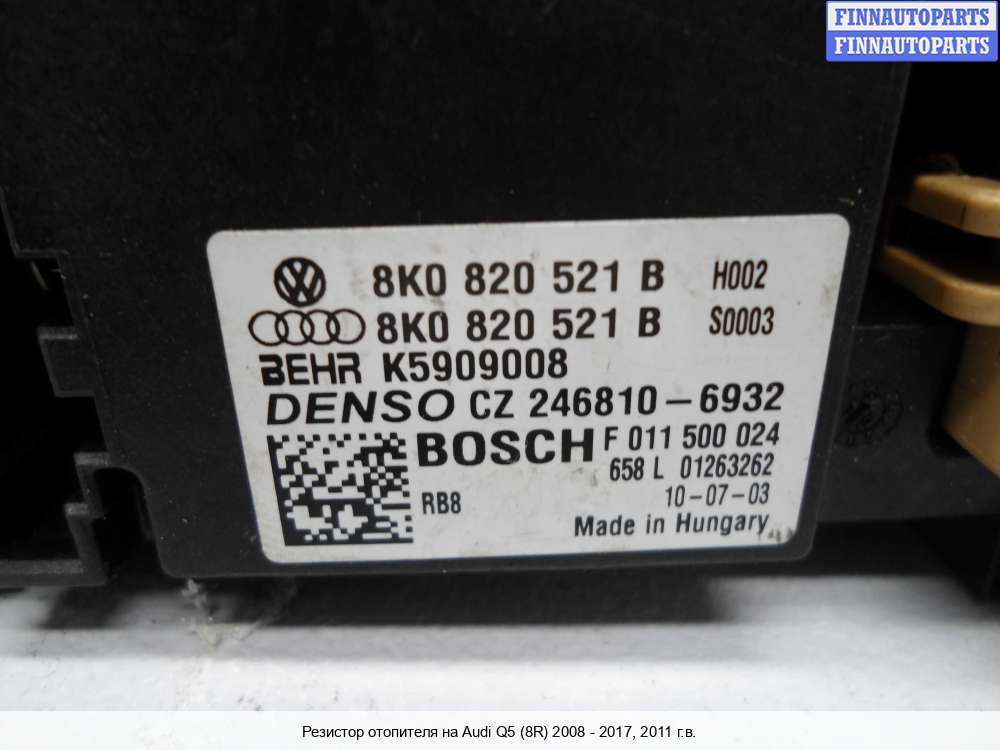 FINNAUTOPARTS
FINNAUTOPARTS
8K0 820 521 B H002
8K0 820 521 B S0003
BEHR K5909008
DENSO CZ 246810-6932
BOSCH F 011 500 024
658 L 01263262
RB8 10-07-03
Made in Hungary
Резистор отопителя на Audi Q5 (8R) 2008 - 2017, 2011 г.в.